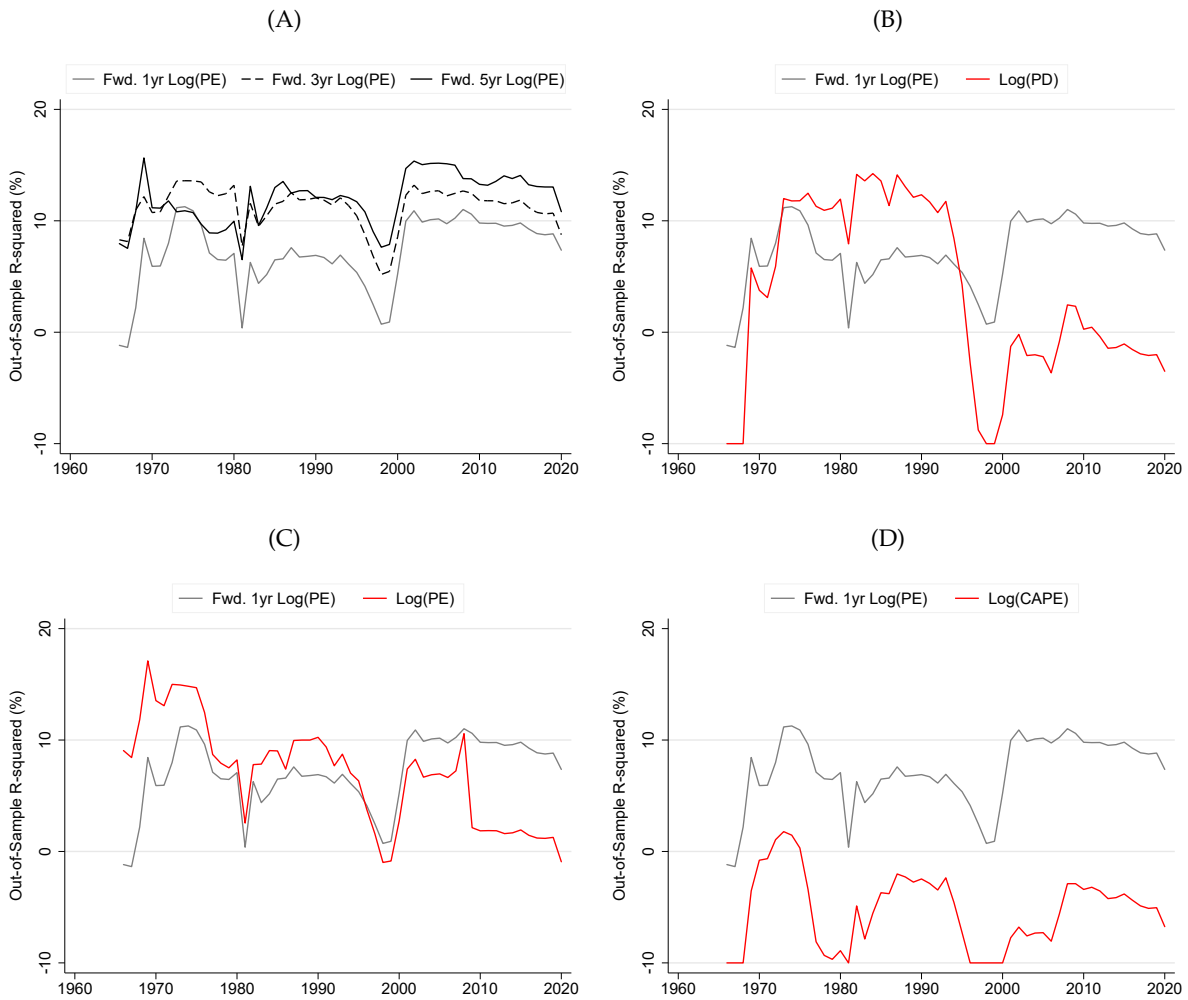 (A)
Fwd. 1yr Log(PE) Fwd. 3yr Log(PE) Fwd. 5yr Log(PE)
Out-of-Sample R-squared (%)
20
10
0
-10
1960 1970 1980 1990 2000 2010 2020
(B)
Fwd. 1yr Log(PE) Log(PD)
Out-of-Sample R-squared (%)
20
10
0
-10
1960 1970 1980 1990 2000 2010 2020
(C)
Fwd. 1yr Log(PE) Log(PE)
Out-of-Sample R-squared (%)
20
10
0
-10
1960 1970 1980 1990 2000 2010 2020
(D)
Fwd. 1yr Log(PE) Log(CAPE)
Out-of-Sample R-squared (%)
20
10
0
-10
1960 1970 1980 1990 2000 2010 2020